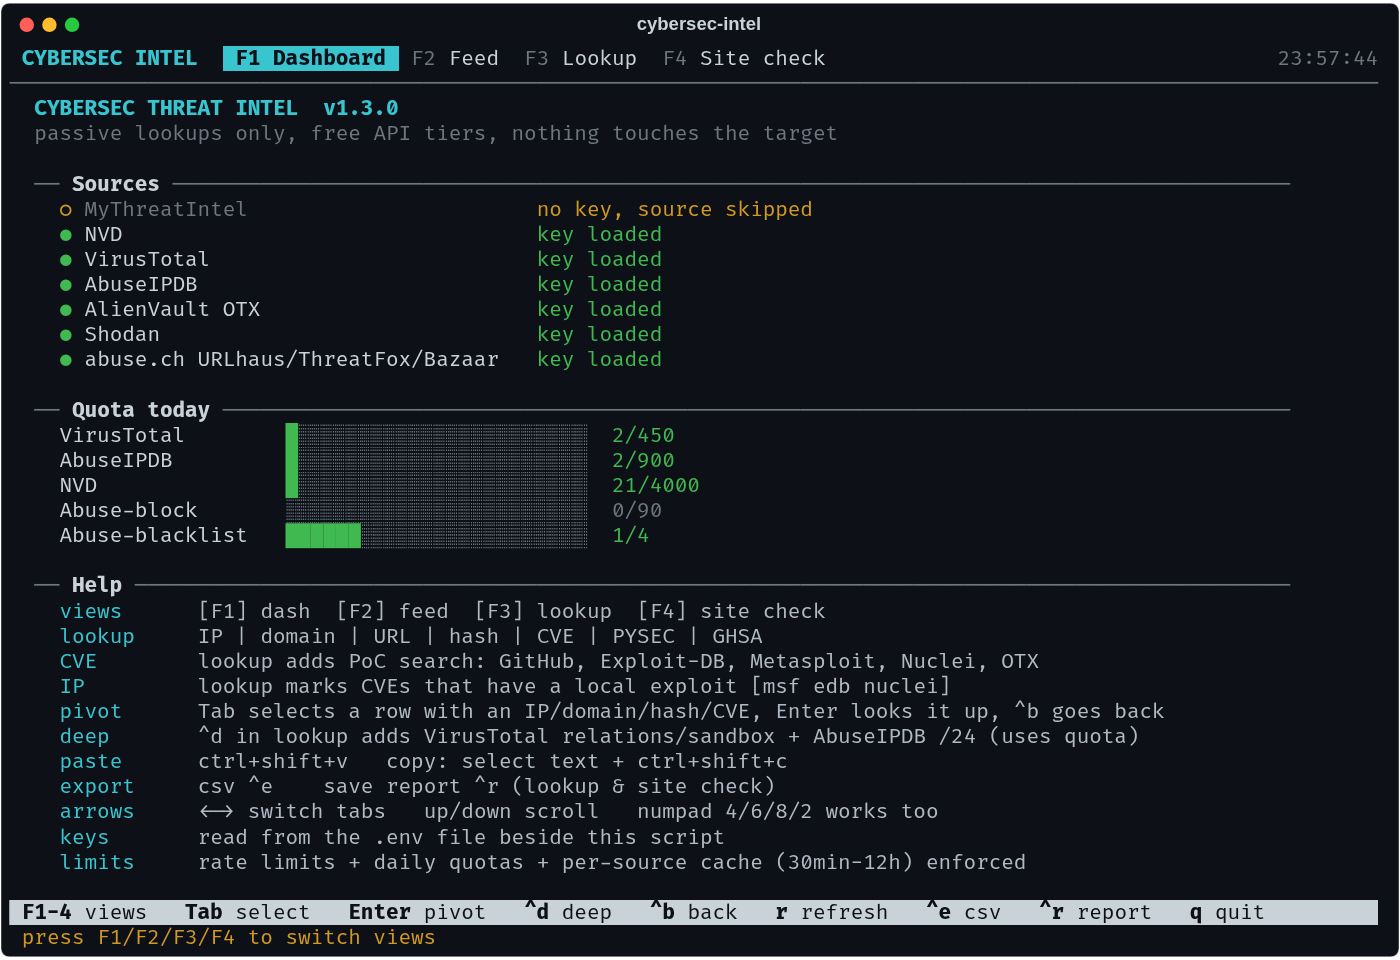 cybersec-intel
CYBERSEC INTEL F1 Dashboard F2 Feed F3 Lookup F4 Site check 23:57:44
CYBERSEC THREAT INTEL v1.3.0
passive lookups only, free API tiers, nothing touches the target
Sources
MyThreatIntel no key, source skipped
NVD key loaded
VirusTotal key loaded
AbuseIPDB key loaded
AlienVault OTX key loaded
Shodan key loaded
abuse.ch URLhaus/ThreatFox/Bazaar key loaded
Quota today
VirusTotal 2/450
AbuseIPDB 2/900
NVD 21/4000
Abuse-block 0/90
Abuse-blacklist 1/4
Help
views [F1] dash [F2] feed [F3] lookup [F4] site check
lookup IP | domain | URL | hash | CVE | PYSEC | GHSA
CVE lookup adds PoC search: GitHub, Exploit-DB, Metasploit, Nuclei, OTX
IP lookup marks CVEs that have a local exploit [msf edb nuclei]
pivot Tab selects a row with an IP/domain/hash/CVE, Enter looks it up, ^b goes back
deep ^d in lookup adds VirusTotal relations/sandbox + AbuseIPDB /24 (uses quota)
paste ctrl+shift+v copy: select text + ctrl+shift+c
export csv ^e save report ^r (lookup & site check)
arrows <-> switch tabs up/down scroll numpad 4/6/8/2 works too
keys read from the .env file beside this script
limits rate limits + daily quotas + per-source cache (30min-12h) enforced
F1-4 views Tab select Enter pivot ^d deep ^b back r refresh ^e csv ^r report q quit
press F1/F2/F3/F4 to switch views